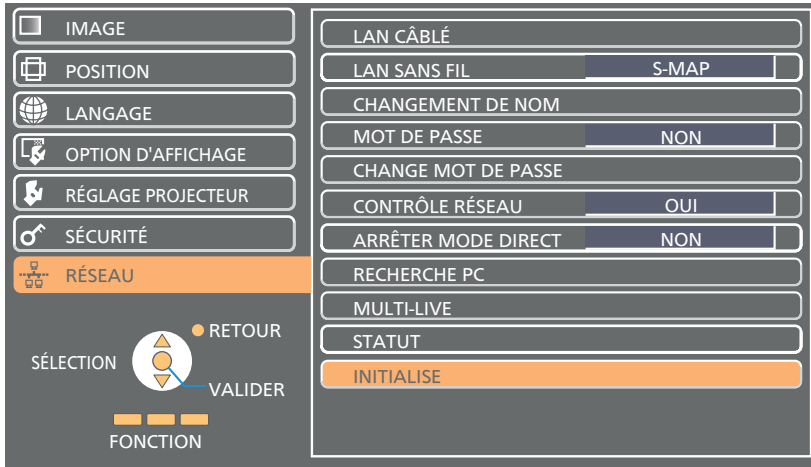 IMAGE
POSITION
LANGAGE
OPTION D'AFFICHAGE
RÉGLAGE PROJECTEUR
SÉCURITÉ
RÉSEAU
RETOUR
SÉLECTION
VALIDER
FONCTION
LAN CÂBLÉ
LAN SANS FIL S-MAP
CHANGEMENT DE NOM
MOT DE PASSE NON
CHANGE MOT DE PASSE
CONTRÔLE RÉSEAU OUI
ARRÊTER MODE DIRECT NON
RECHERCHE PC
MULTI-LIVE
STATUT
INITIALISE